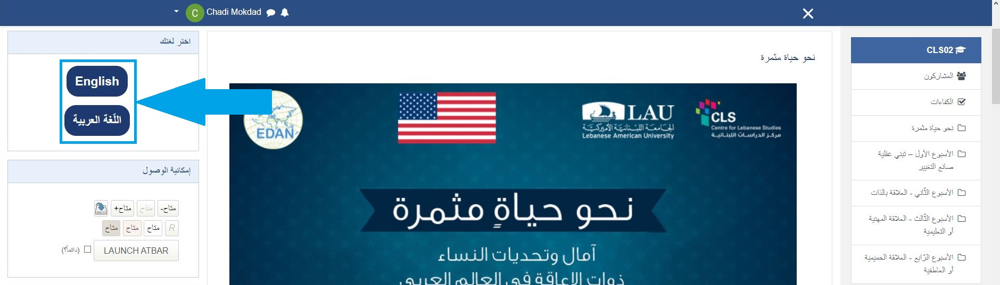 Chadi Mokdad
C
CLS02
المشاركون
الكفاءات
نحو حياة مثمرة
الأسبوع الأول – تبني عقلية
صانع التغيير
الأسبوع الثّاني - العلاقة بالذات
الأسبوع الثّالث - العلاقة المهنية
أو التعليمية
الأسبوع الرّابع - العلاقة الحميمية
أو العاطفية
نحو حياة مثمرة
CLS
Centre for Lebanese Studies
مركز الدراسات اللبنانية
LAU
الجامعة اللبنانية الأميركية
Lebanese American University
EDAN
نحو حياةٍ مثمرة
آمال وتحديات النساء
ذوات الإعاقة في العالم العربي
اختر لغتك
English
اللّغة العربية
إمكانية الوصول
متاح-
متاح
متاح+
R
متاح
متاح
متاح
LAUNCH ATBAR
(دائماً؟)